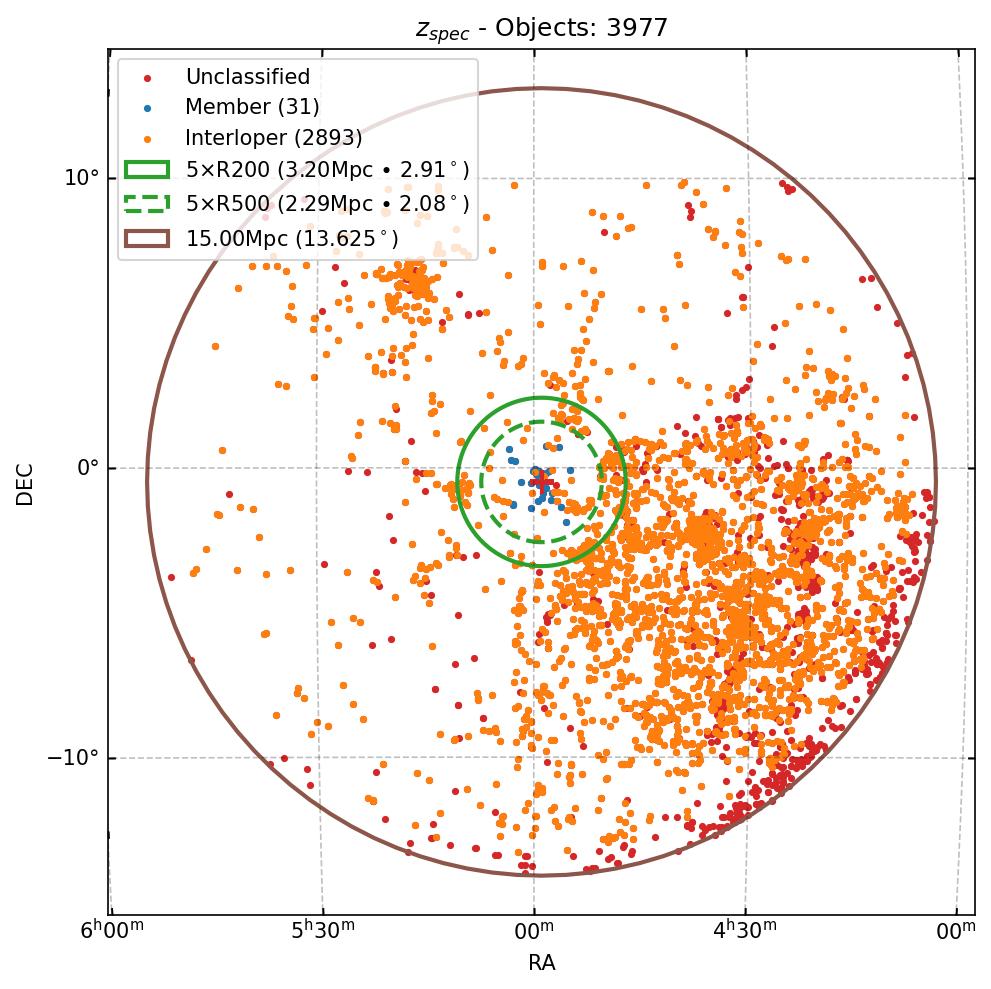 z_spec - Objects: 3977
Unclassified
Member (31)
Interloper (2893)
5×R200 (3.20Mpc • 2.91°)
5×R500 (2.29Mpc • 2.08°)
15.00Mpc (13.625°)
10°
0°
−10°
DEC
6ʰ00ᵐ 5ʰ30ᵐ 00ᵐ 4ʰ30ᵐ 00ᵐ
RA